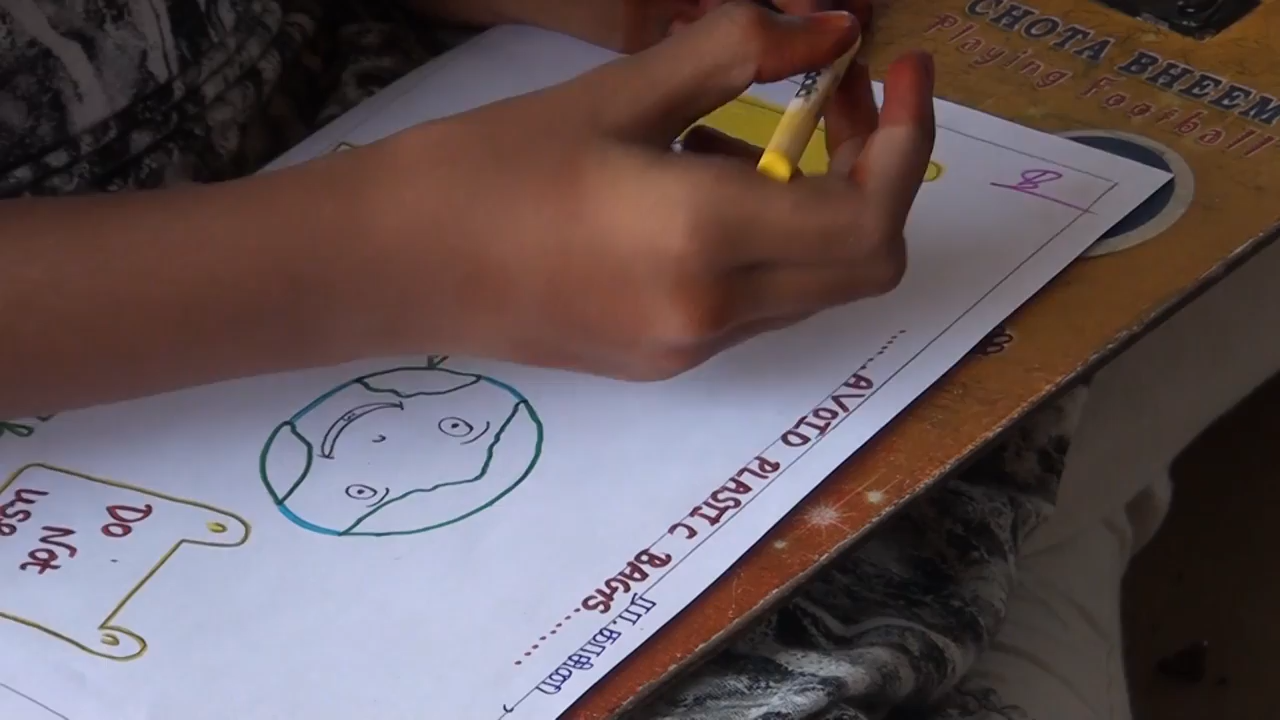 CHOTA BHEEM
Playing Football
.....AVOID PLASTIC BAGS.......
Do
Not
use